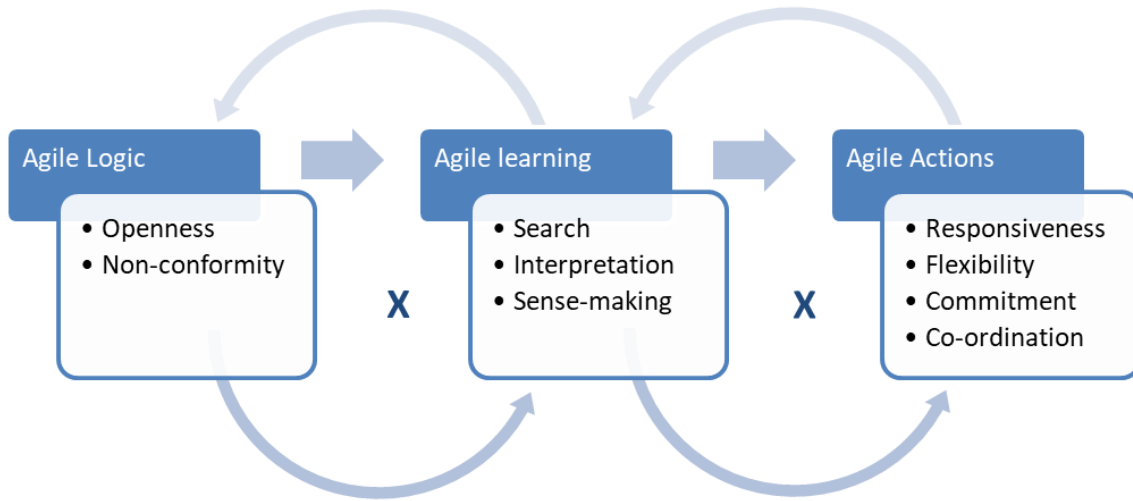 Agile Logic
• Openness
• Non-conformity
X
Agile learning
• Search
• Interpretation
• Sense-making
X
Agile Actions
• Responsiveness
• Flexibility
• Commitment
• Co-ordination